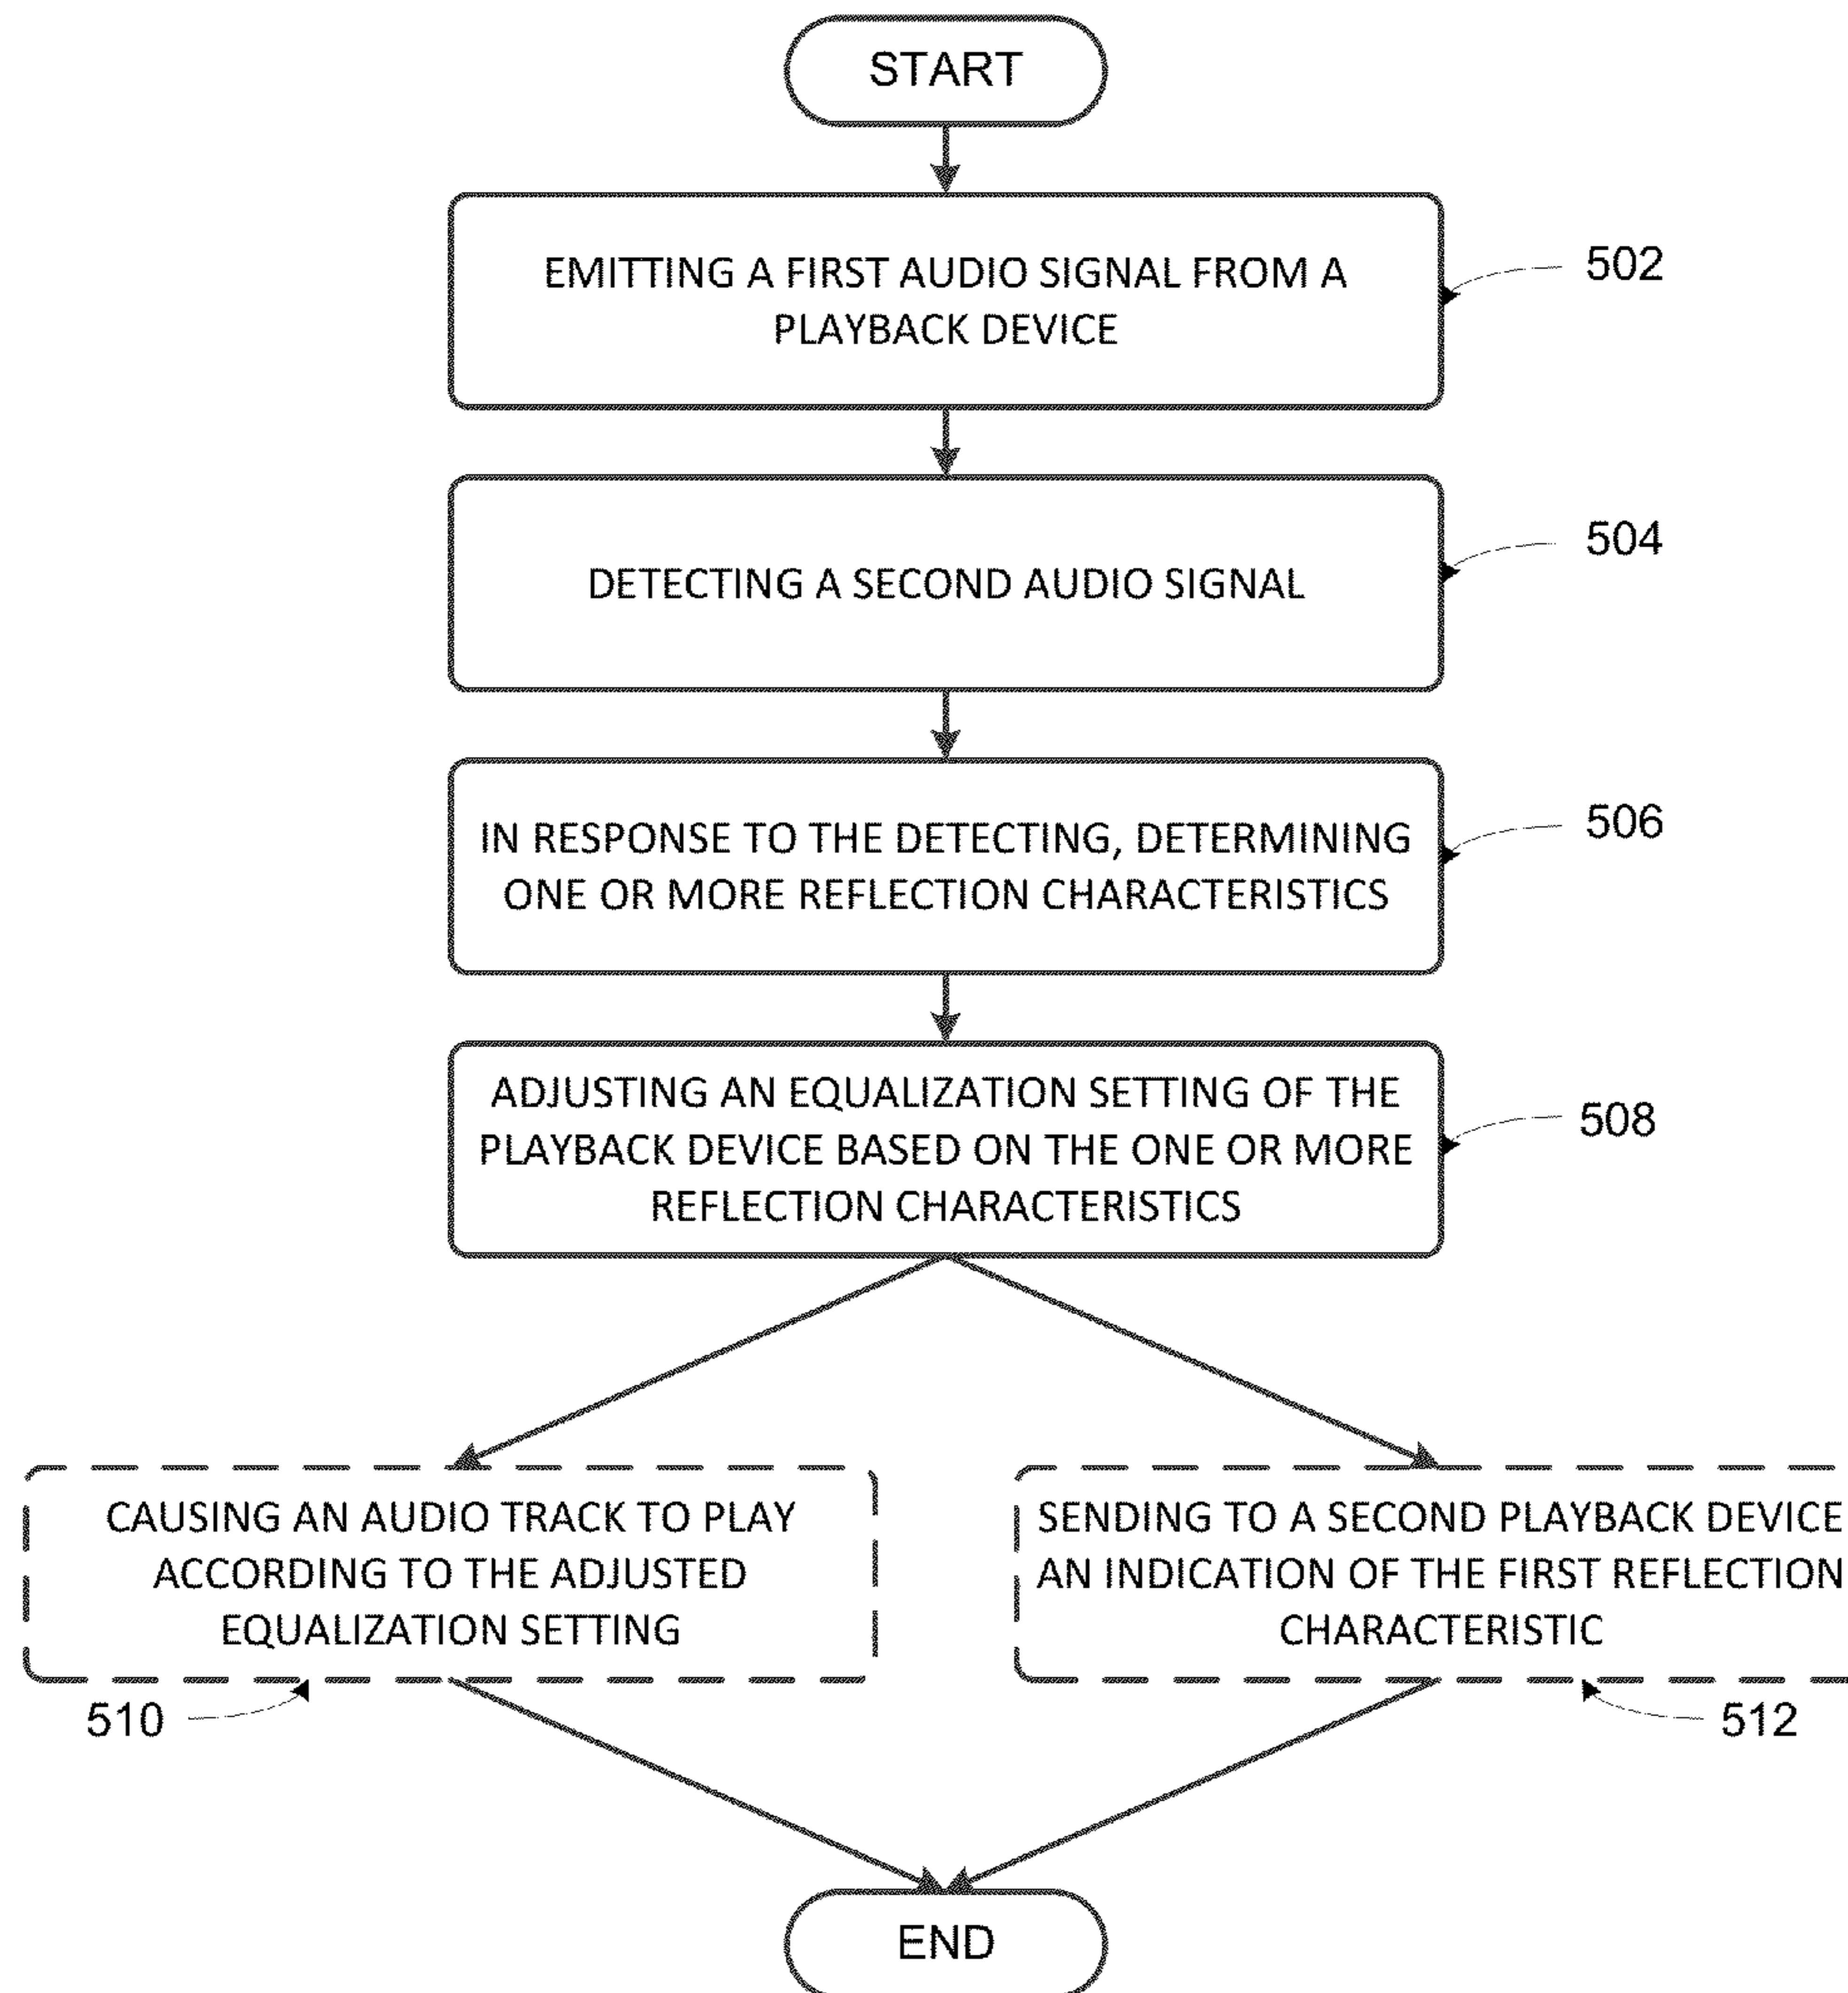 START
EMITTING A FIRST AUDIO SIGNAL FROM A
PLAYBACK DEVICE
502
DETECTING A SECOND AUDIO SIGNAL
504
IN RESPONSE TO THE DETECTING, DETERMINING
ONE OR MORE REFLECTION CHARACTERISTICS
506
ADJUSTING AN EQUALIZATION SETTING OF THE
PLAYBACK DEVICE BASED ON THE ONE OR MORE
REFLECTION CHARACTERISTICS
508
CAUSING AN AUDIO TRACK TO PLAY
ACCORDING TO THE ADJUSTED
EQUALIZATION SETTING
510
SENDING TO A SECOND PLAYBACK DEVICE
AN INDICATION OF THE FIRST REFLECTION
CHARACTERISTIC
512
END